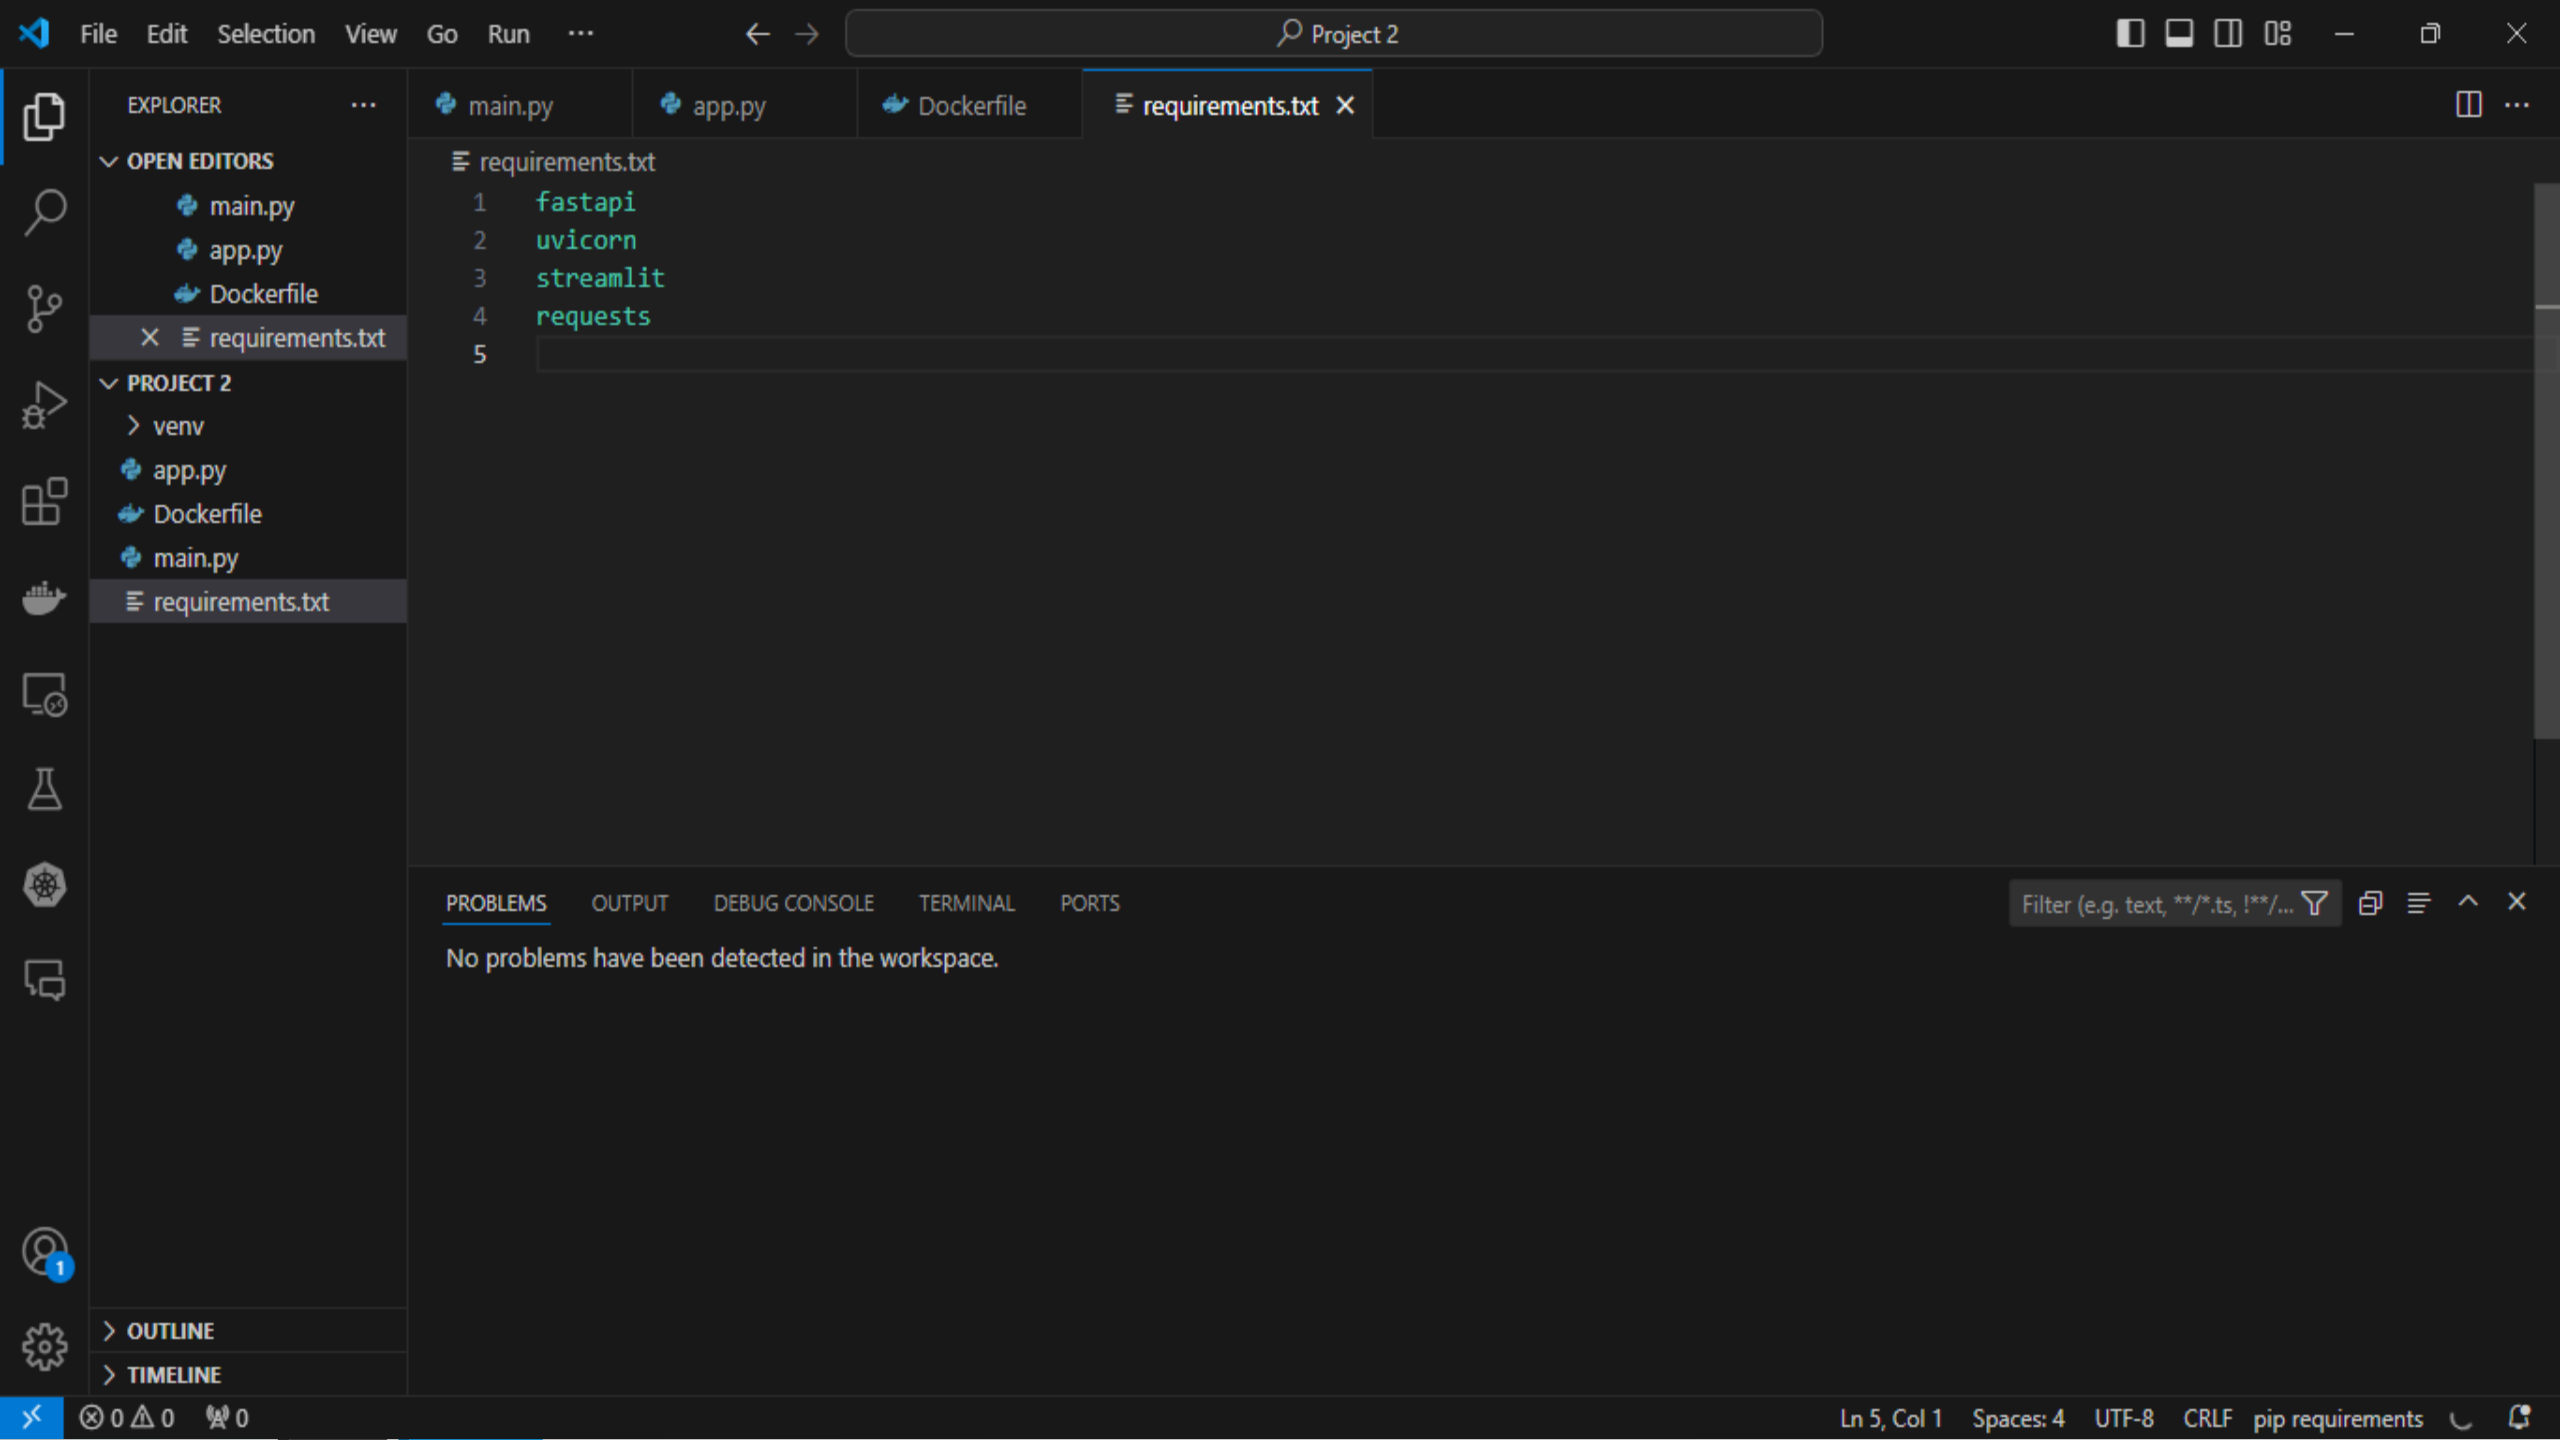 File Edit Selection View Go Run ···
Project 2
EXPLORER ···
main.py
app.py
Dockerfile
requirements.txt
OPEN EDITORS
main.py
app.py
Dockerfile
requirements.txt
PROJECT 2
venv
app.py
Dockerfile
main.py
requirements.txt
OUTLINE
TIMELINE
requirements.txt
1 fastapi
2 uvicorn
3 streamlit
4 requests
5
PROBLEMS OUTPUT DEBUG CONSOLE TERMINAL PORTS
Filter (e.g. text, **/*.ts, !**/...
No problems have been detected in the workspace.
1
0 0 0
Ln 5, Col 1 Spaces: 4 UTF-8 CRLF pip requirements